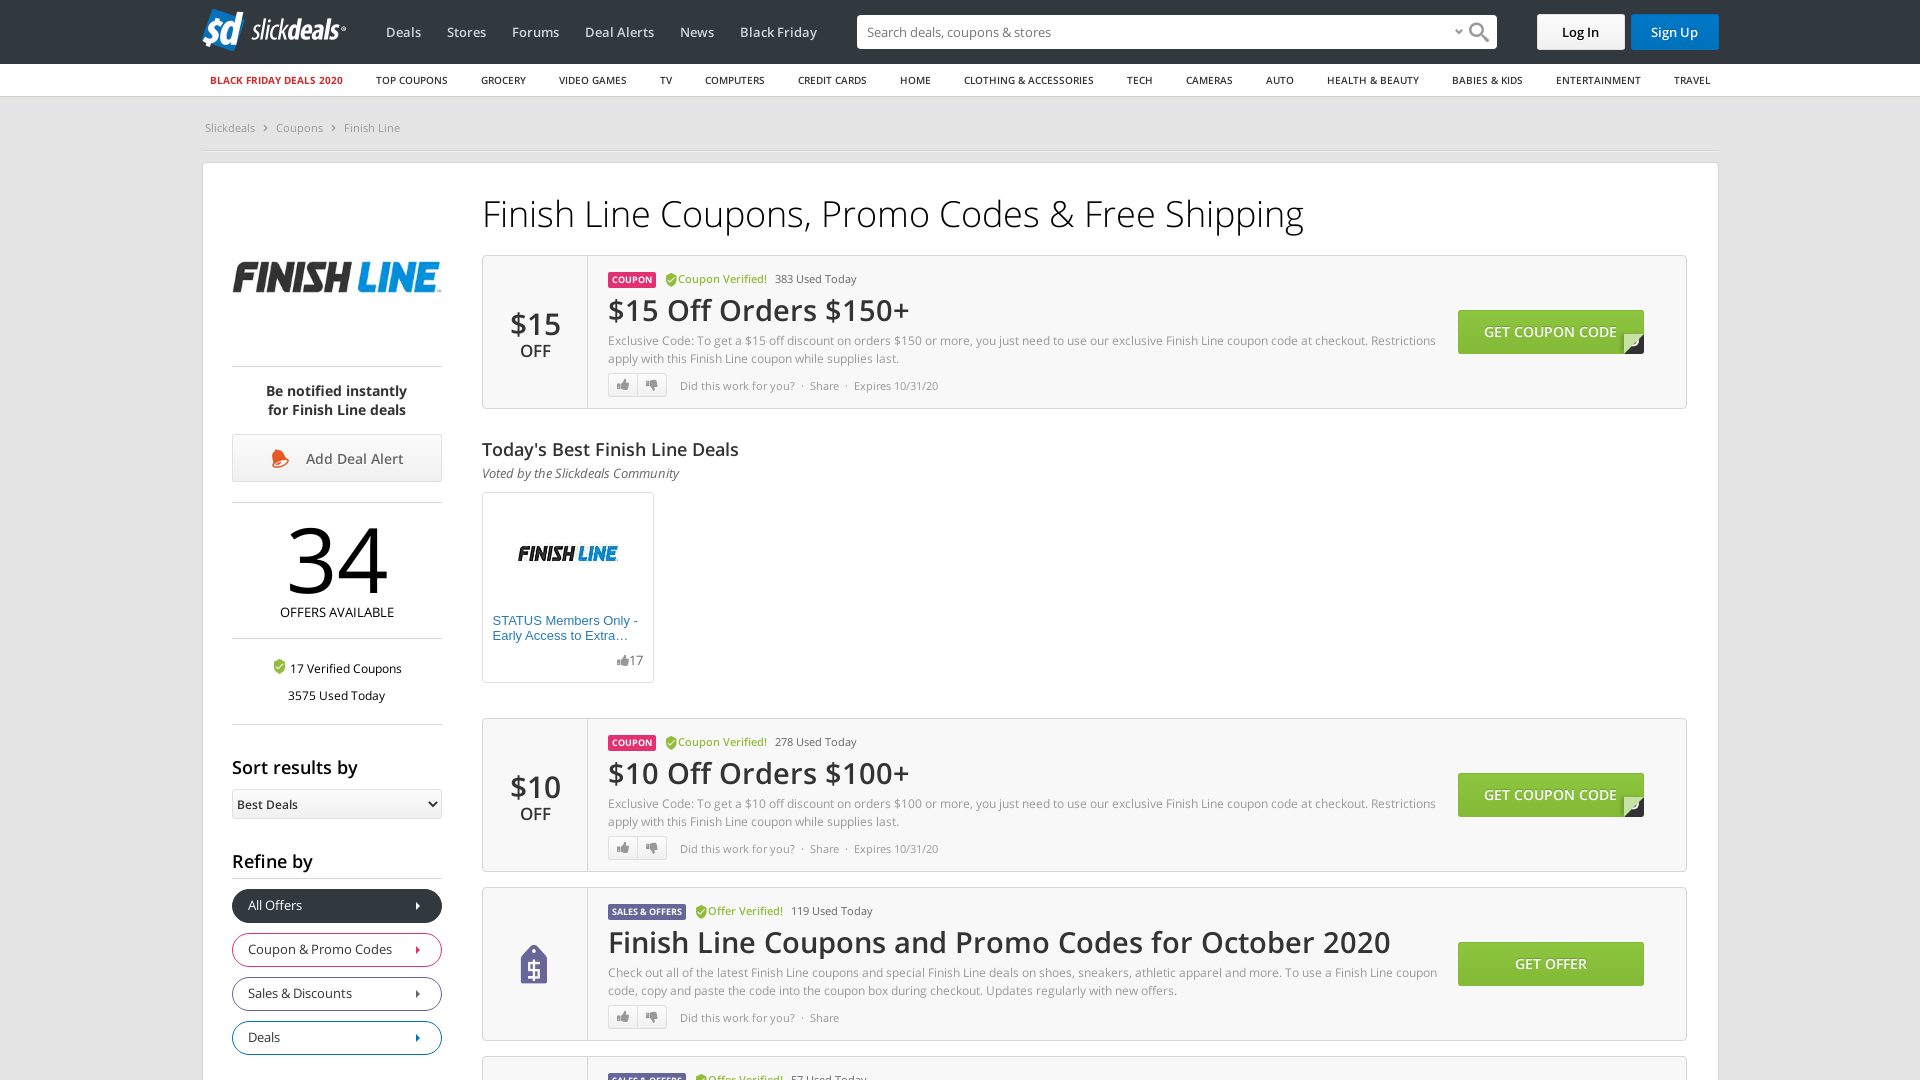 sd slickdeals
Deals
Stores
Forums
Deal Alerts
News
Black Friday
Search deals, coupons & stores
Log In
Sign Up
BLACK FRIDAY DEALS 2020
TOP COUPONS
GROCERY
VIDEO GAMES
TV
COMPUTERS
CREDIT CARDS
HOME
CLOTHING & ACCESSORIES
TECH
CAMERAS
AUTO
HEALTH & BEAUTY
BABIES & KIDS
ENTERTAINMENT
TRAVEL
Slickdeals › Coupons › Finish Line
FINISH LINE
Be notified instantly
for Finish Line deals
Add Deal Alert
34
OFFERS AVAILABLE
17 Verified Coupons
3575 Used Today
Sort results by
Best Deals
Refine by
All Offers
Coupon & Promo Codes
Sales & Discounts
Deals
Finish Line Coupons, Promo Codes & Free Shipping
$15
OFF
COUPON Coupon Verified! 383 Used Today
$15 Off Orders $150+
Exclusive Code: To get a $15 off discount on orders $150 or more, you just need to use our exclusive Finish Line coupon code at checkout. Restrictions
apply with this Finish Line coupon while supplies last.
Did this work for you? · Share · Expires 10/31/20
GET COUPON CODE
Today's Best Finish Line Deals
Voted by the Slickdeals Community
FINISH LINE
STATUS Members Only -
Early Access to Extra…
17
$10
OFF
COUPON Coupon Verified! 278 Used Today
$10 Off Orders $100+
Exclusive Code: To get a $10 off discount on orders $100 or more, you just need to use our exclusive Finish Line coupon code at checkout. Restrictions
apply with this Finish Line coupon while supplies last.
Did this work for you? · Share · Expires 10/31/20
GET COUPON CODE
SALES & OFFERS Offer Verified! 119 Used Today
Finish Line Coupons and Promo Codes for October 2020
Check out all of the latest Finish Line coupons and special Finish Line deals on shoes, sneakers, athletic apparel and more. To use a Finish Line coupon
code, copy and paste the code into the coupon box during checkout. Updates regularly with new offers.
Did this work for you? · Share
GET OFFER
SALES & OFFERS Offer Verified! 57 Used Today